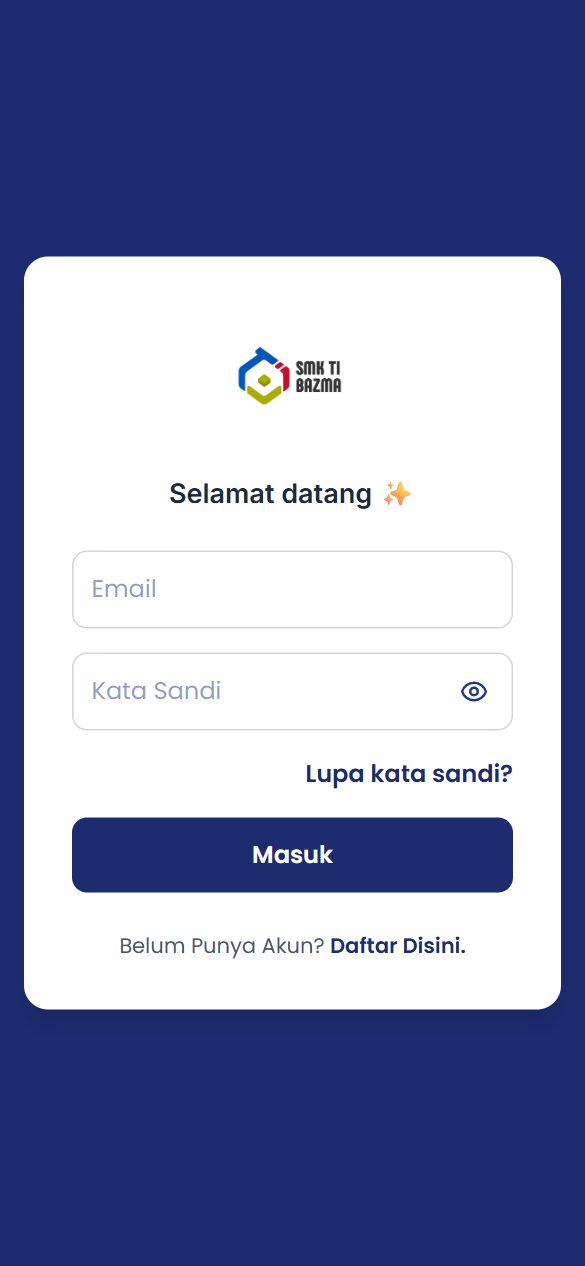 SMK TI
BAZMA
Selamat datang ✨
Email
Kata Sandi
Lupa kata sandi?
Masuk
Belum Punya Akun? Daftar Disini.